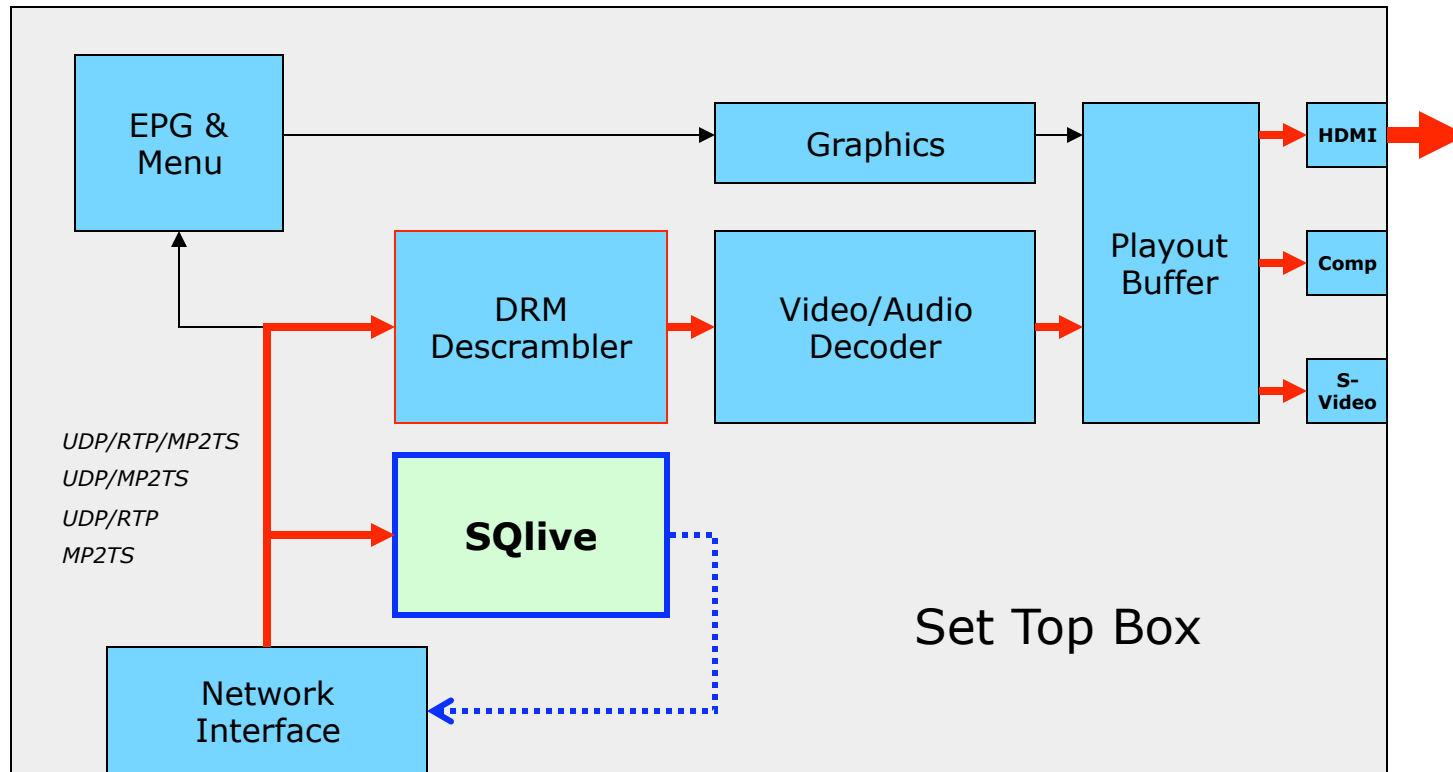 EPG &
Menu
Graphics
HDMI
Playout
Buffer
Comp
DRM
Descrambler
Video/Audio
Decoder
S-
Video
UDP/RTP/MP2TS
UDP/MP2TS
UDP/RTP
MP2TS
SQlive
Set Top Box
Network
Interface